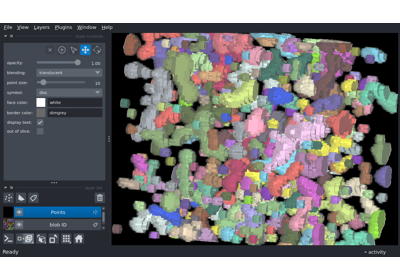 File View Layers Plugins Window Help
opacity: 1.00
blending: translucent
point size: 10
symbol: disc
face color: white
border color: dimgrey
display text:
out of slice:
Points
blob ID
Ready
activity